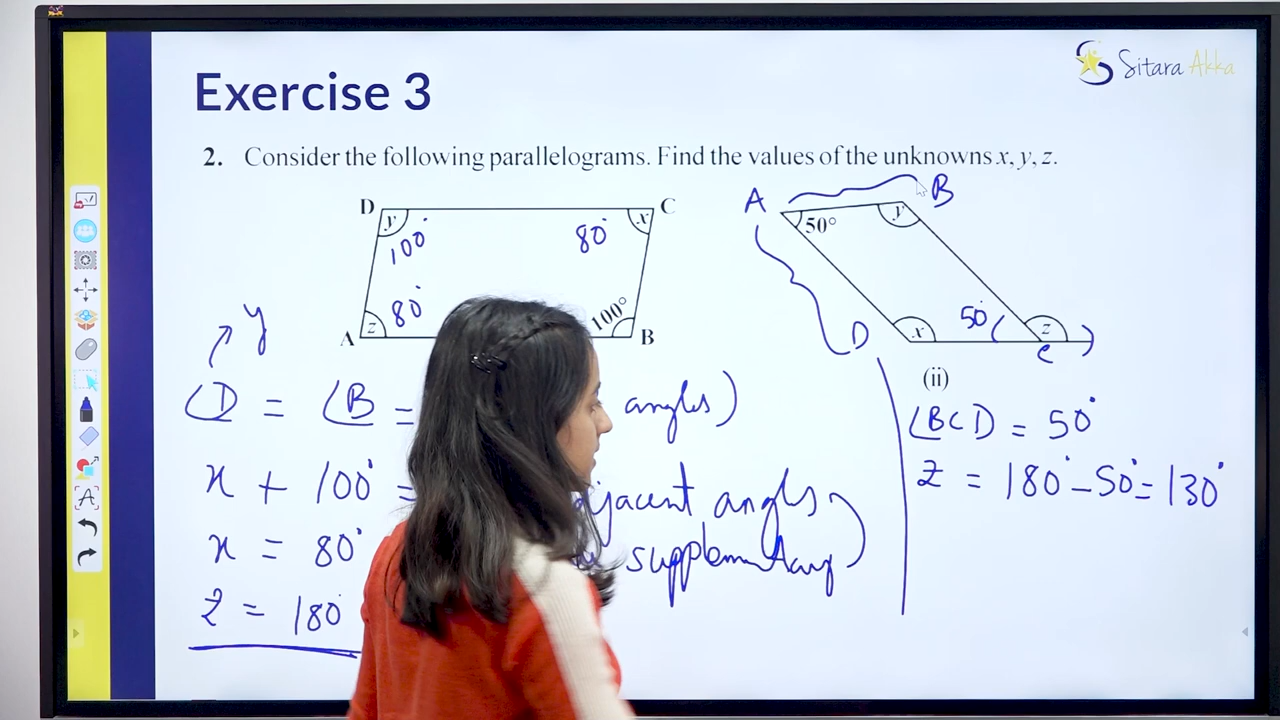 Sitara Akka
Exercise 3
2. Consider the following parallelograms. Find the values of the unknowns x, y, z.
D y C x
100° 80°
80° 100°
A z B
A B
50° y
50° z
D x C
(ii)
y
∠D = ∠B = angles)
x + 100° = adjacent angles
x = 80° supplementary)
z = 180°
∠BCD = 50°
z = 180° - 50° = 130°
A